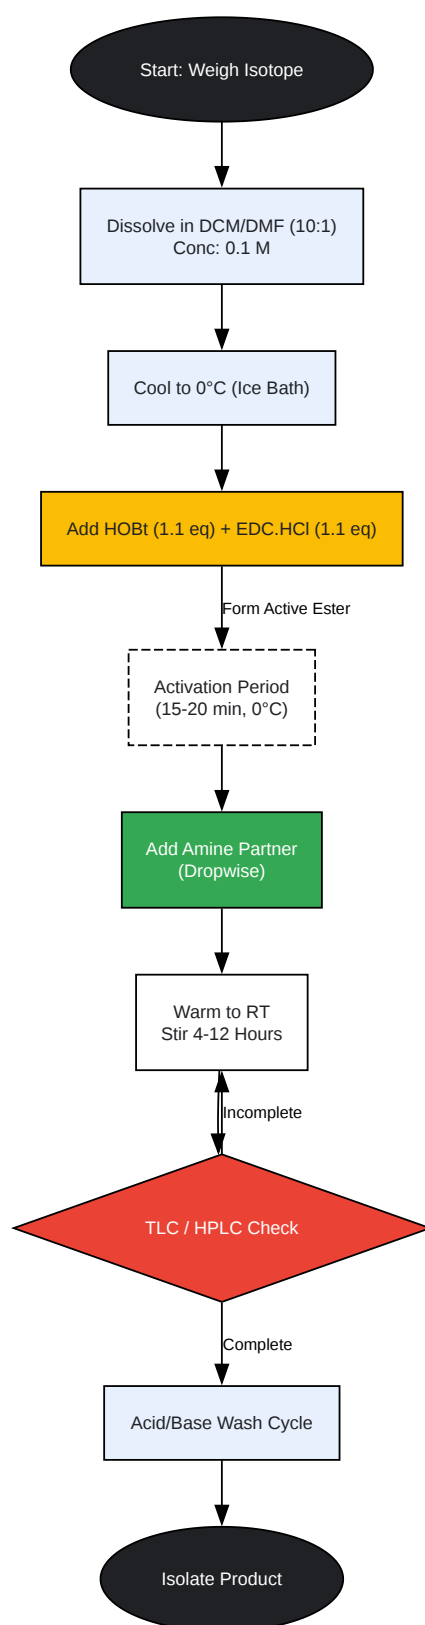 Start: Weigh Isotope
Dissolve in DCM/DMF (10:1)
Conc: 0.1 M
Cool to 0°C (Ice Bath)
Add HOBt (1.1 eq) + EDC.HCl (1.1 eq)
Form Active Ester
Activation Period
(15-20 min, 0°C)
Add Amine Partner
(Dropwise)
Warm to RT
Stir 4-12 Hours
Incomplete
TLC / HPLC Check
Complete
Acid/Base Wash Cycle
Isolate Product